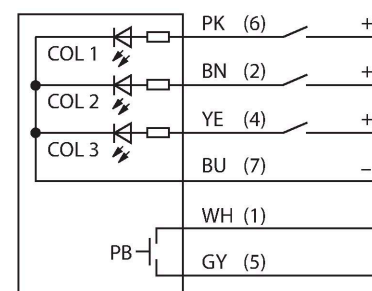 PK (6) +
COL 1
BN (2) +
COL 2
YE (4) +
COL 3
BU (7) –
WH (1)
PB
GY (5)